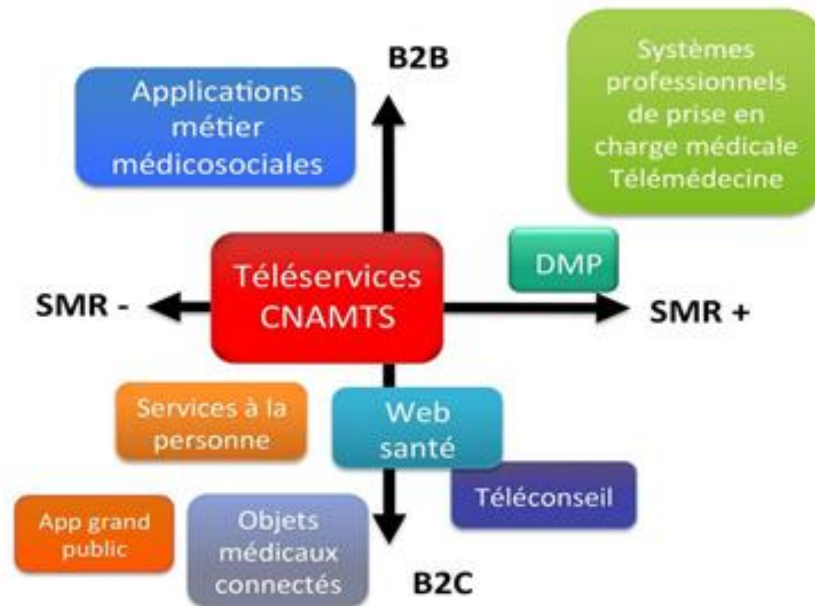 B2B
Systèmes
professionnels
de prise en
charge médicale
Télémédecine
Applications
métier
médicosociales
DMP
Téléservices
CNAMTS
SMR -
SMR +
Services à la
personne
Web
santé
Téléconseil
App grand
public
Objets
médicaux
connectés
B2C